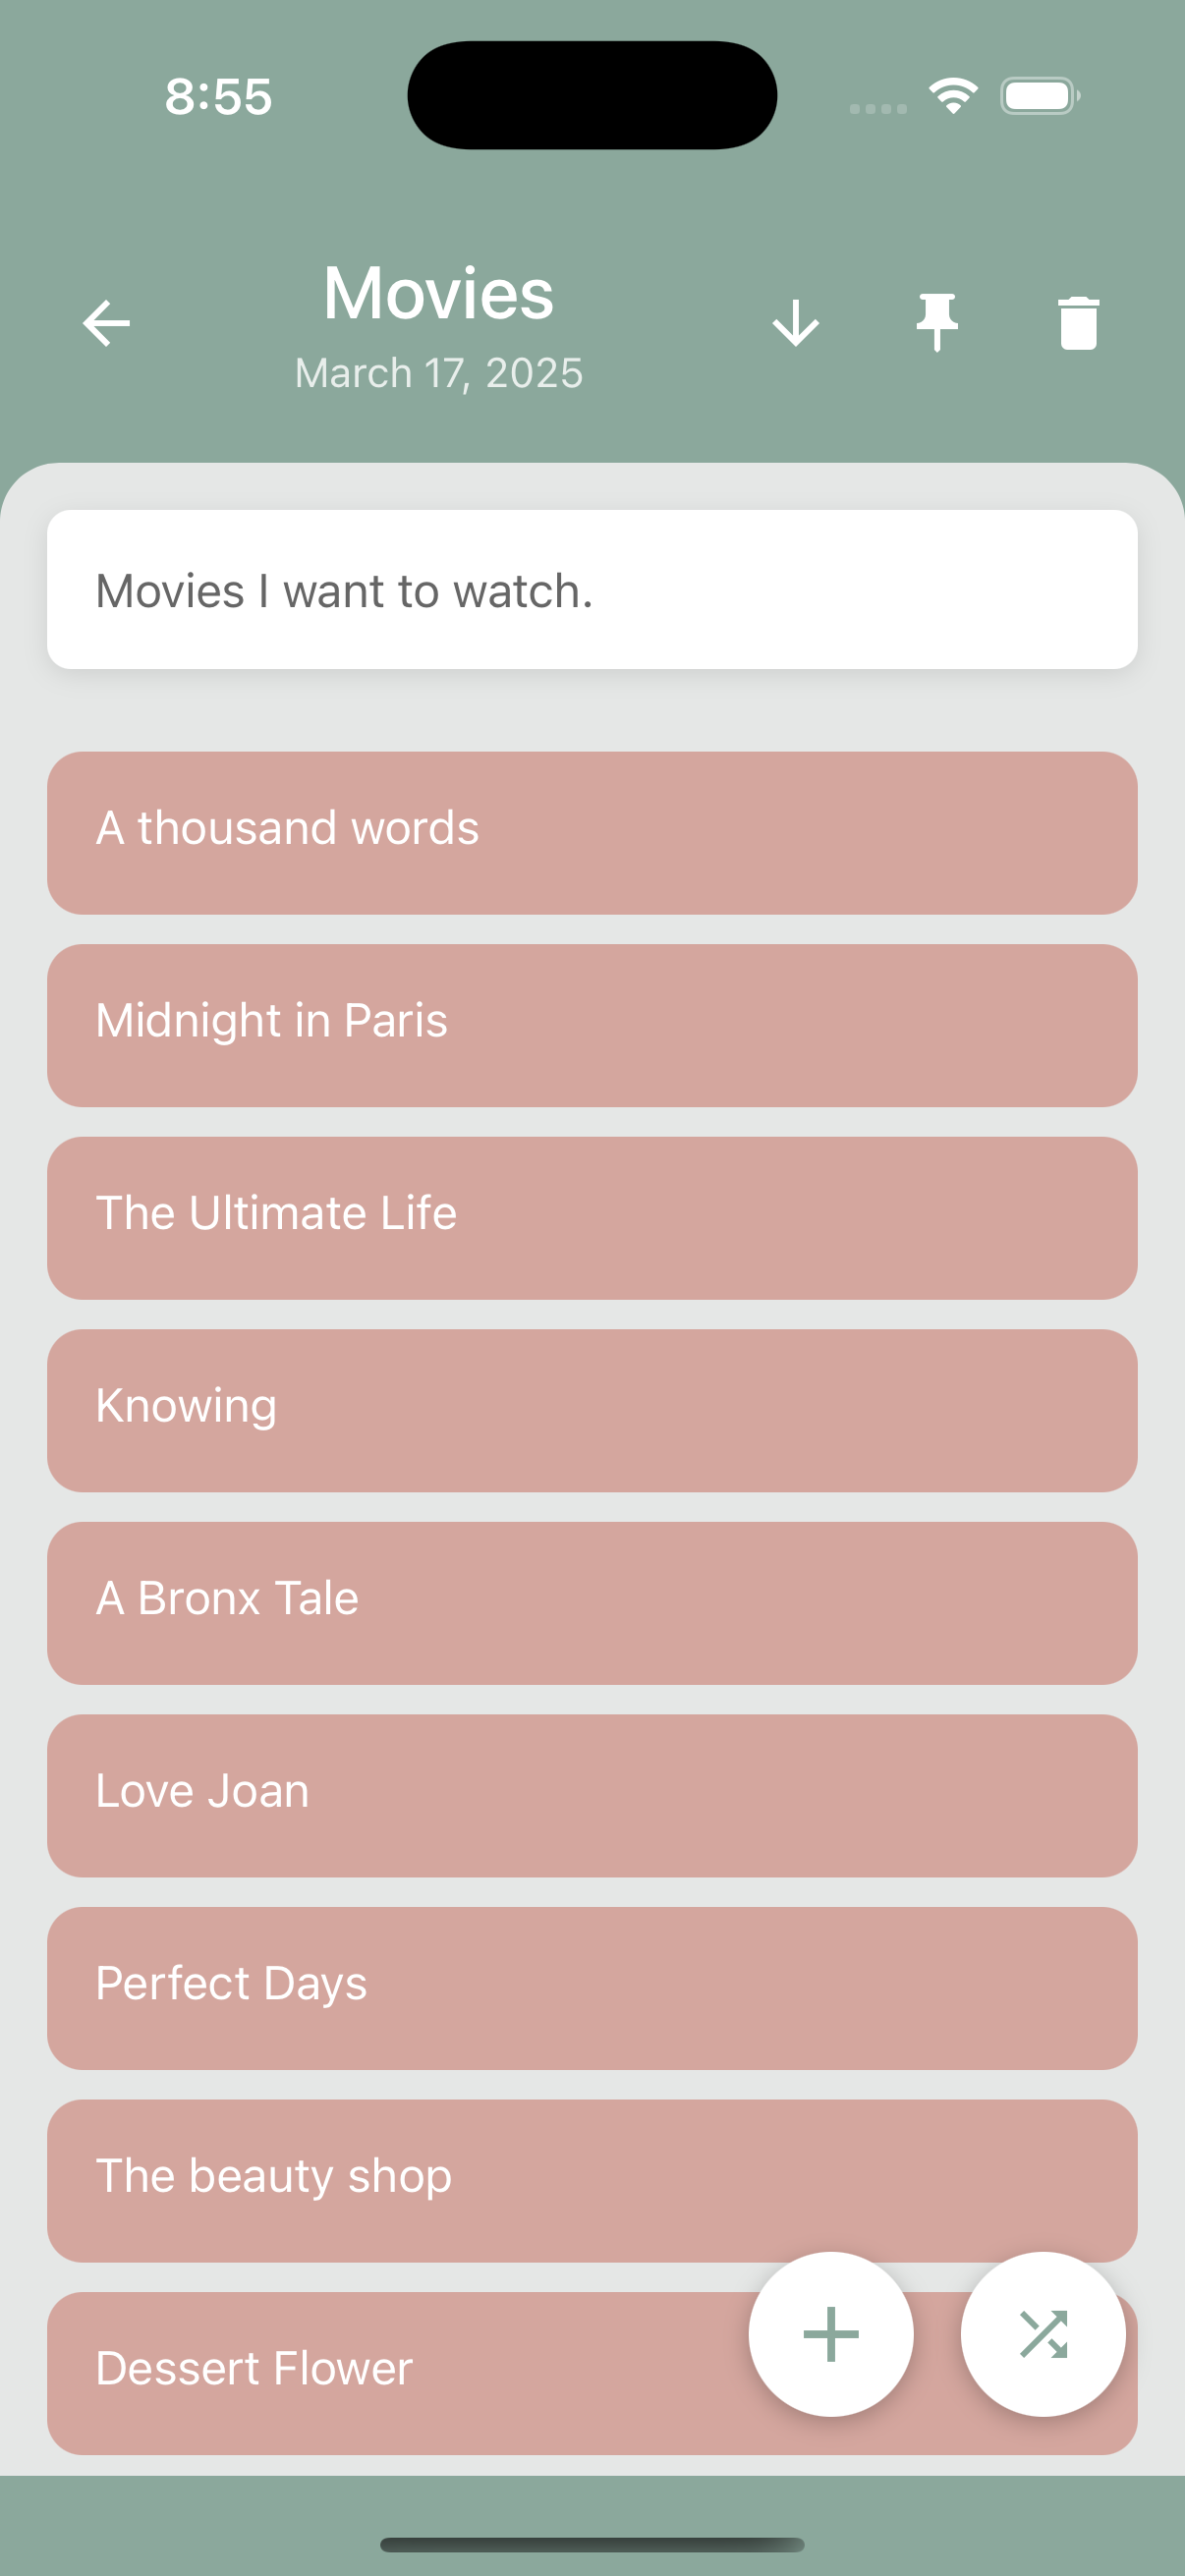 8:55
Movies
March 17, 2025
Movies I want to watch.
A thousand words
Midnight in Paris
The Ultimate Life
Knowing
A Bronx Tale
Love Joan
Perfect Days
The beauty shop
Dessert Flower